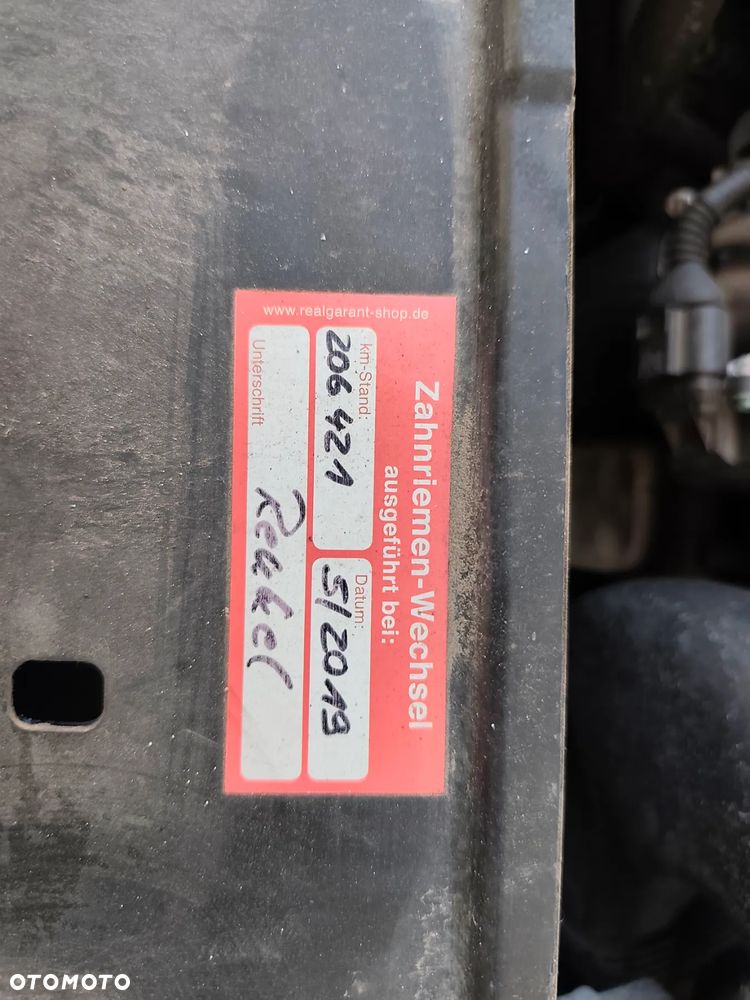 Zahnriemen-Wechsel
ausgeführt bei:
km-Stand: Datum:
206 421 5/2019
Unterschrift
www.realgarant-shop.de
OTOMOTO